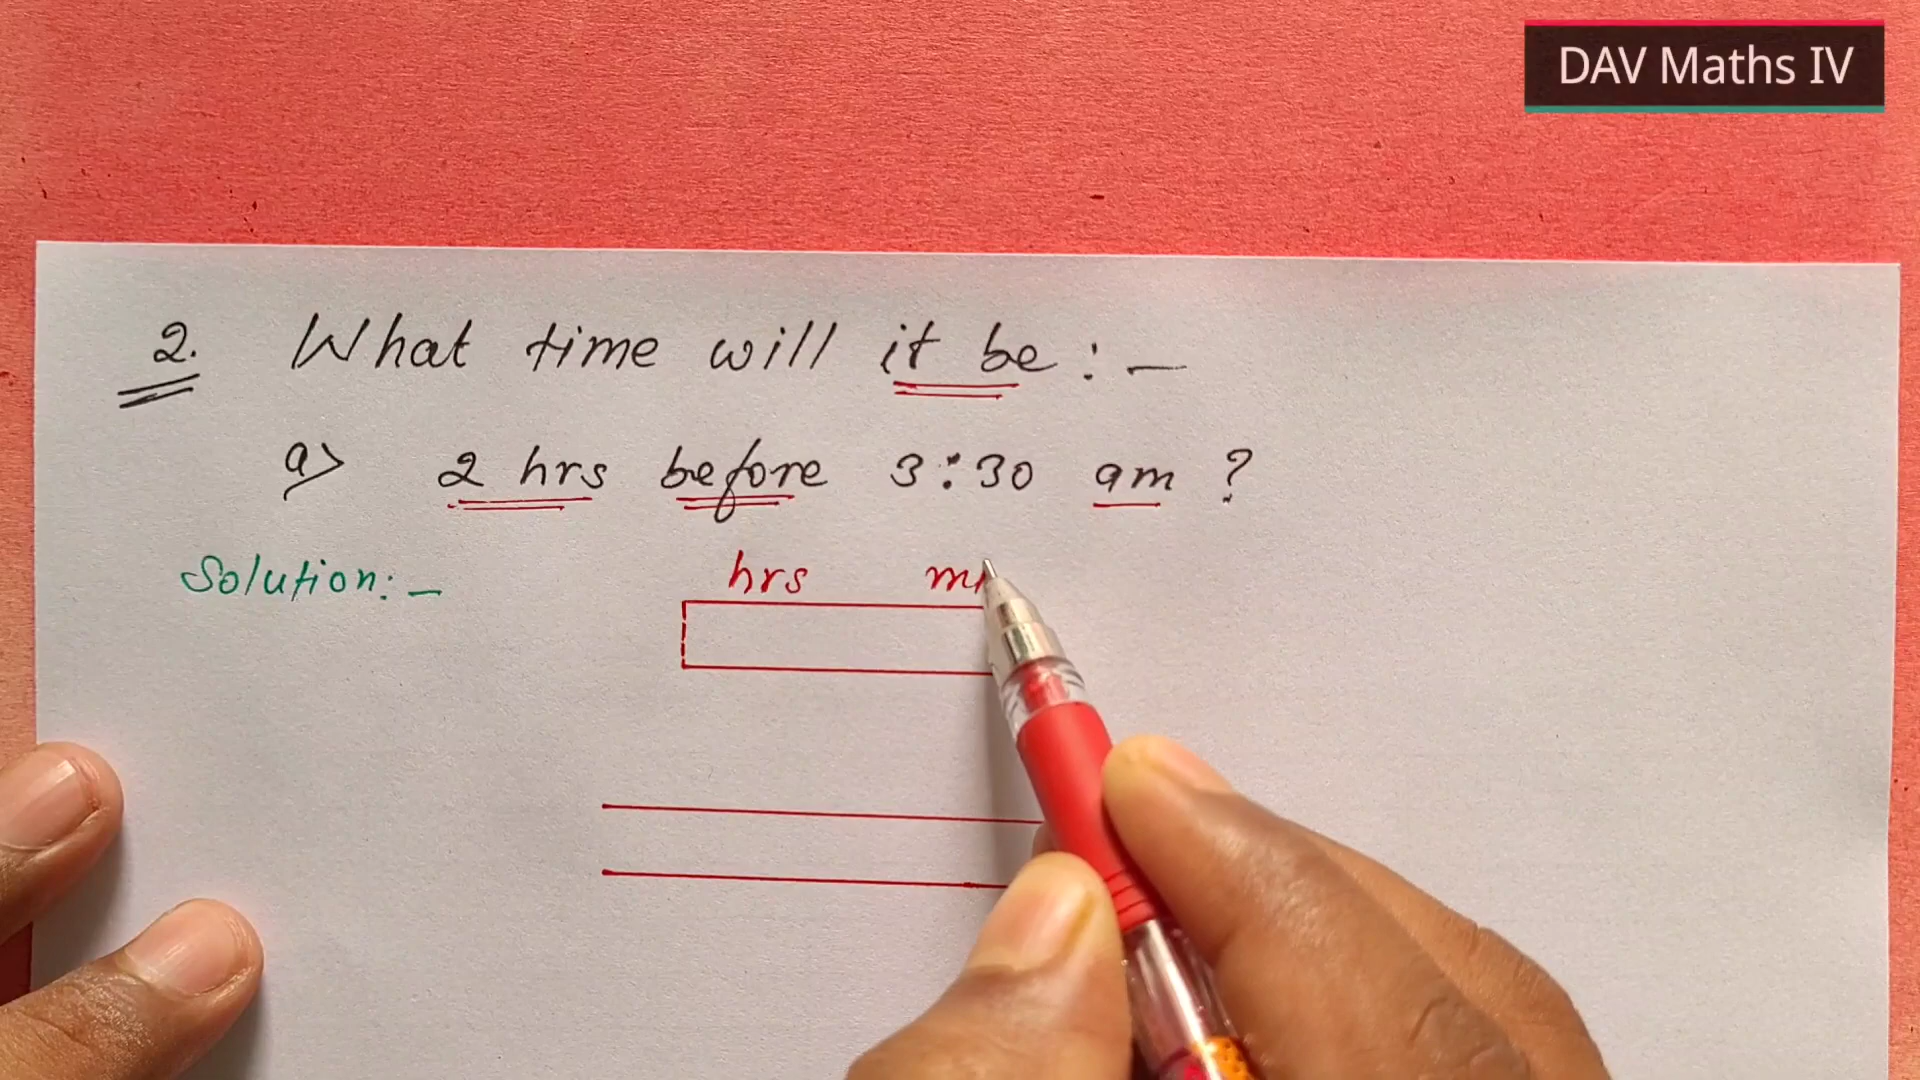 DAV Maths IV
2. What time will it be:-
a> 2 hrs before 3:30 am ?
Solution:- hrs